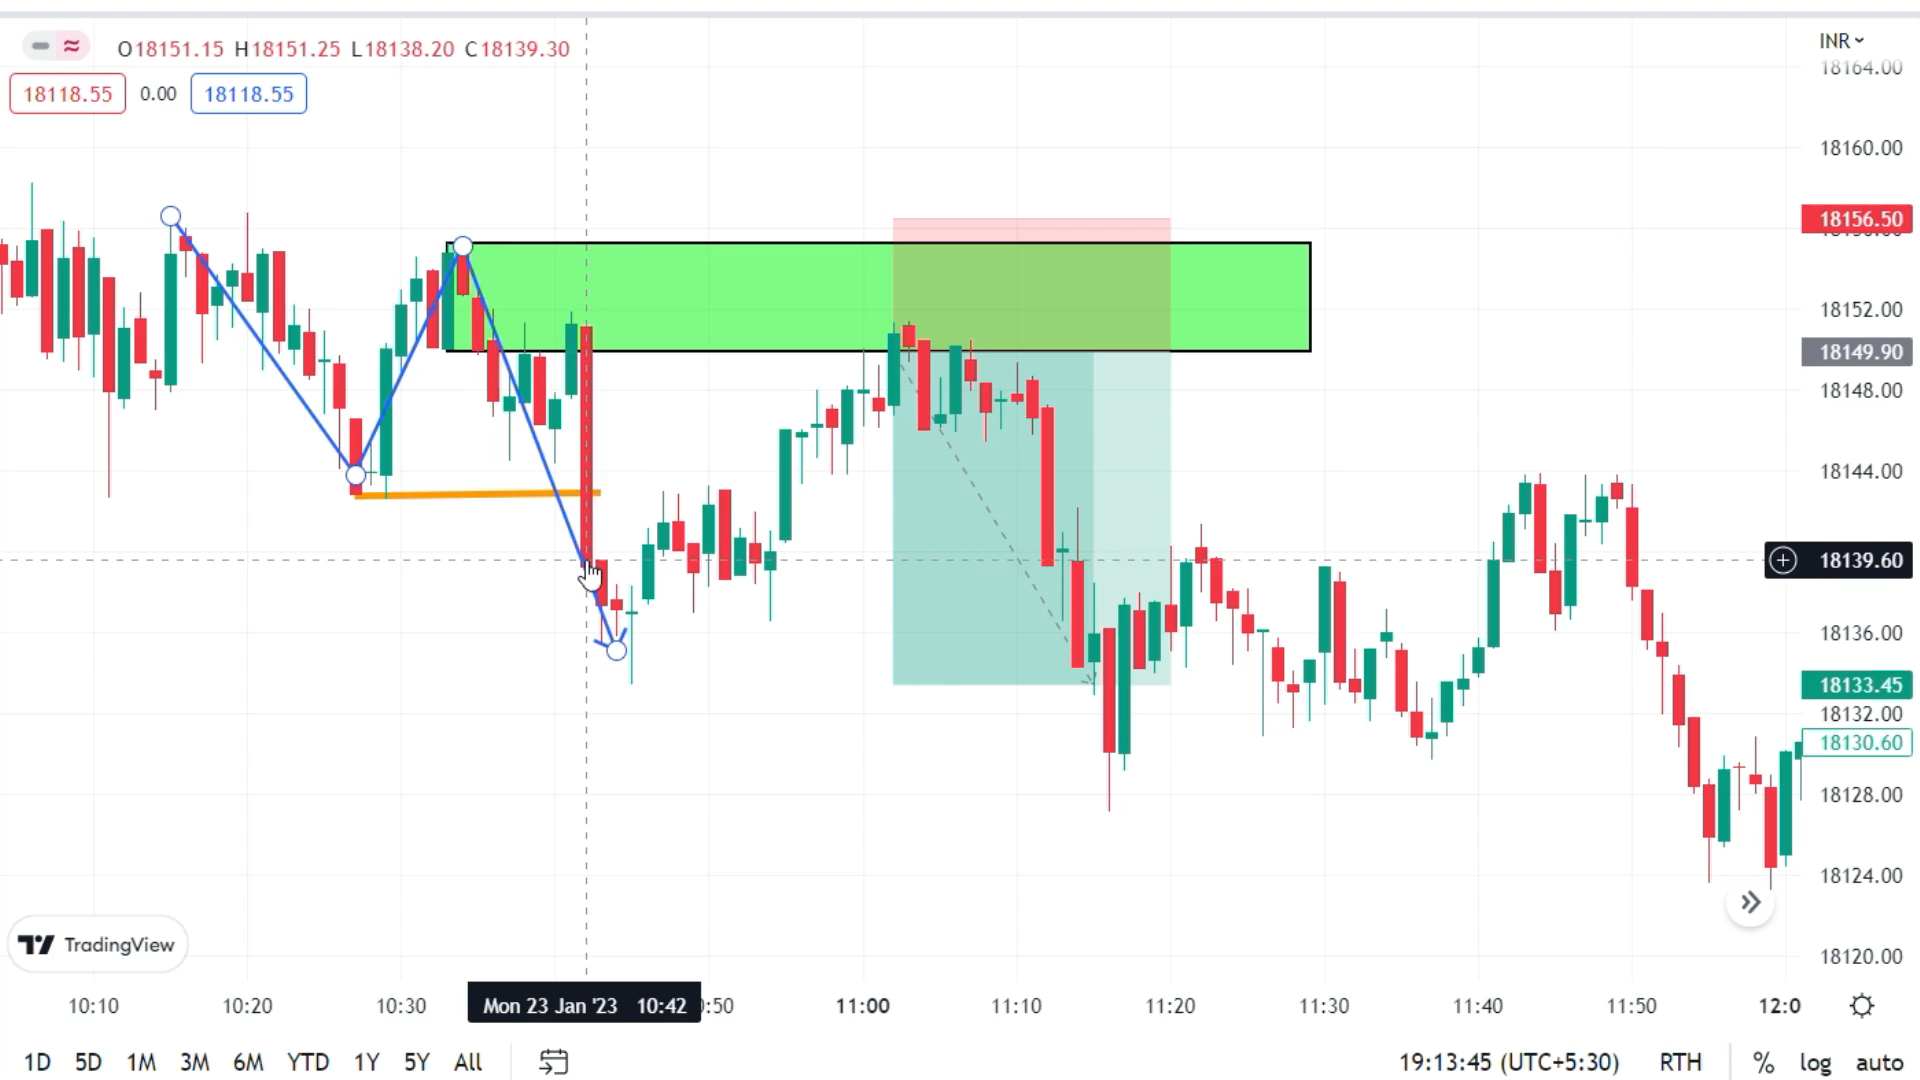 O18151.15 H18151.25 L18138.20 C18139.30
18118.55 0.00 18118.55
INR
18164.00
18160.00
18156.50
18152.00
18149.90
18148.00
18144.00
18139.60
18136.00
18133.45
18132.00
18130.60
18128.00
18124.00
18120.00
TradingView
10:10 10:20 10:30 Mon 23 Jan '23 10:42 :50 11:00 11:10 11:20 11:30 11:40 11:50 12:0
1D 5D 1M 3M 6M YTD 1Y 5Y All 19:13:45 (UTC+5:30) RTH % log auto